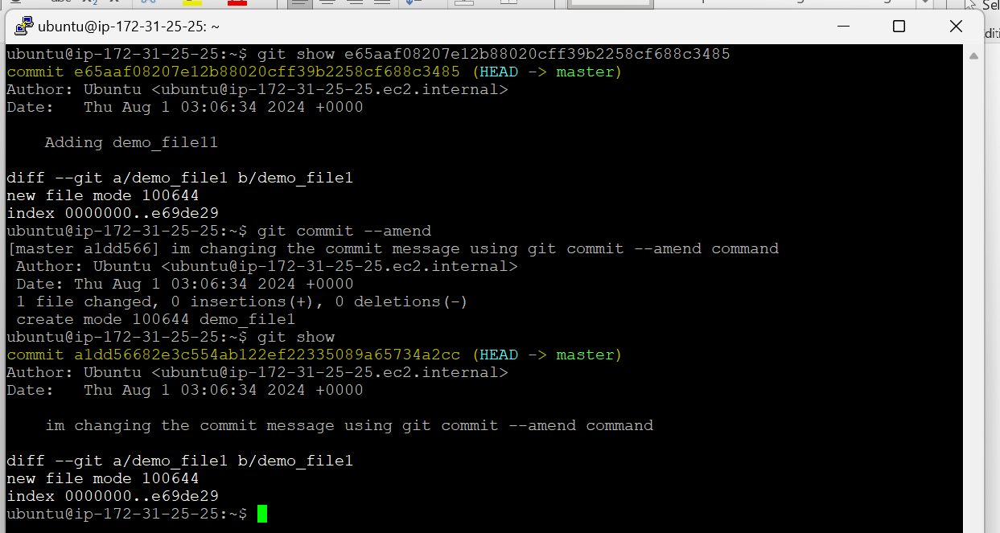 ubuntu@ip-172-31-25-25: ~
ubuntu@ip-172-31-25-25:~$ git show e65aaf08207e12b88020cff39b2258cf688c3485
commit e65aaf08207e12b88020cff39b2258cf688c3485 (HEAD -> master)
Author: Ubuntu <ubuntu@ip-172-31-25-25.ec2.internal>
Date:   Thu Aug 1 03:06:34 2024 +0000
    Adding demo_file11
diff --git a/demo_file1 b/demo_file1
new file mode 100644
index 0000000..e69de29
ubuntu@ip-172-31-25-25:~$ git commit --amend
[master a1dd566] im changing the commit message using git commit --amend command
 Author: Ubuntu <ubuntu@ip-172-31-25-25.ec2.internal>
 Date: Thu Aug 1 03:06:34 2024 +0000
 1 file changed, 0 insertions(+), 0 deletions(-)
 create mode 100644 demo_file1
ubuntu@ip-172-31-25-25:~$ git show
commit a1dd56682e3c554ab122ef22335089a65734a2cc (HEAD -> master)
Author: Ubuntu <ubuntu@ip-172-31-25-25.ec2.internal>
Date:   Thu Aug 1 03:06:34 2024 +0000
    im changing the commit message using git commit --amend command
diff --git a/demo_file1 b/demo_file1
new file mode 100644
index 0000000..e69de29
ubuntu@ip-172-31-25-25:~$